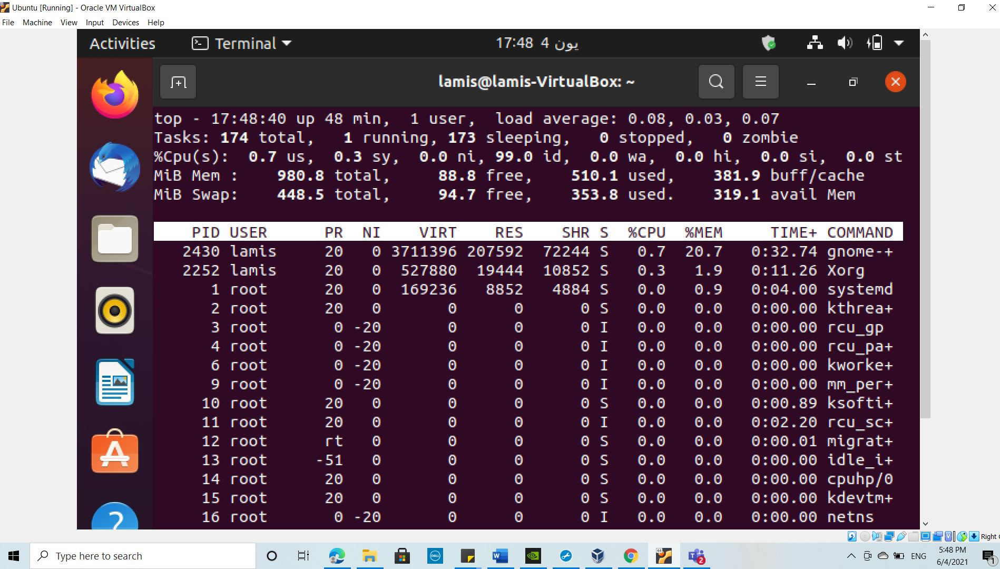 Ubuntu [Running] - Oracle VM VirtualBox
File Machine View Input Devices Help
Activities Terminal 17:48 4 يون
lamis@lamis-VirtualBox: ~
top - 17:48:40 up 48 min, 1 user, load average: 0.08, 0.03, 0.07
Tasks: 174 total, 1 running, 173 sleeping, 0 stopped, 0 zombie
%Cpu(s): 0.7 us, 0.3 sy, 0.0 ni, 99.0 id, 0.0 wa, 0.0 hi, 0.0 si, 0.0 st
MiB Mem : 980.8 total, 88.8 free, 510.1 used, 381.9 buff/cache
MiB Swap: 448.5 total, 94.7 free, 353.8 used. 319.1 avail Mem
PID USER PR NI VIRT RES SHR S %CPU %MEM TIME+ COMMAND
2430 lamis 20 0 3711396 207592 72244 S 0.7 20.7 0:32.74 gnome-+
2252 lamis 20 0 527880 19444 10852 S 0.3 1.9 0:11.26 Xorg
1 root 20 0 169236 8852 4884 S 0.0 0.9 0:04.00 systemd
2 root 20 0 0 0 0 S 0.0 0.0 0:00.00 kthrea+
3 root 0 -20 0 0 0 I 0.0 0.0 0:00.00 rcu_gp
4 root 0 -20 0 0 0 I 0.0 0.0 0:00.00 rcu_pa+
6 root 0 -20 0 0 0 I 0.0 0.0 0:00.00 kworke+
9 root 0 -20 0 0 0 I 0.0 0.0 0:00.00 mm_per+
10 root 20 0 0 0 0 S 0.0 0.0 0:00.89 ksofti+
11 root 20 0 0 0 0 I 0.0 0.0 0:02.20 rcu_sc+
12 root rt 0 0 0 0 S 0.0 0.0 0:00.01 migrat+
13 root -51 0 0 0 0 S 0.0 0.0 0:00.00 idle_i+
14 root 20 0 0 0 0 S 0.0 0.0 0:00.00 cpuhp/0
15 root 20 0 0 0 0 S 0.0 0.0 0:00.00 kdevtm+
16 root 0 -20 0 0 0 I 0.0 0.0 0:00.00 netns
Right
Type here to search
DELL
64
2
ENG
5:48 PM
6/4/2021
1